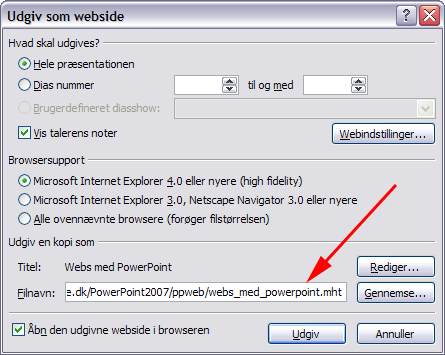 Udgiv som webside
Hvad skal udgives?
Hele præsentationen
Dias nummer til og med
Brugerdefineret diasshow:
Vis talerens noter Webindstillinger...
Browsersupport
Microsoft Internet Explorer 4.0 eller nyere (high fidelity)
Microsoft Internet Explorer 3.0, Netscape Navigator 3.0 eller nyere
Alle ovennævnte browsere (forøger filstørrelsen)
Udgiv en kopi som
Titel: Webs med PowerPoint Rediger...
Filnavn: e.dk/PowerPoint2007/ppweb/webs_med_powerpoint.mht Gennemse...
Åbn den udgivne webside i browseren Udgiv Annuller